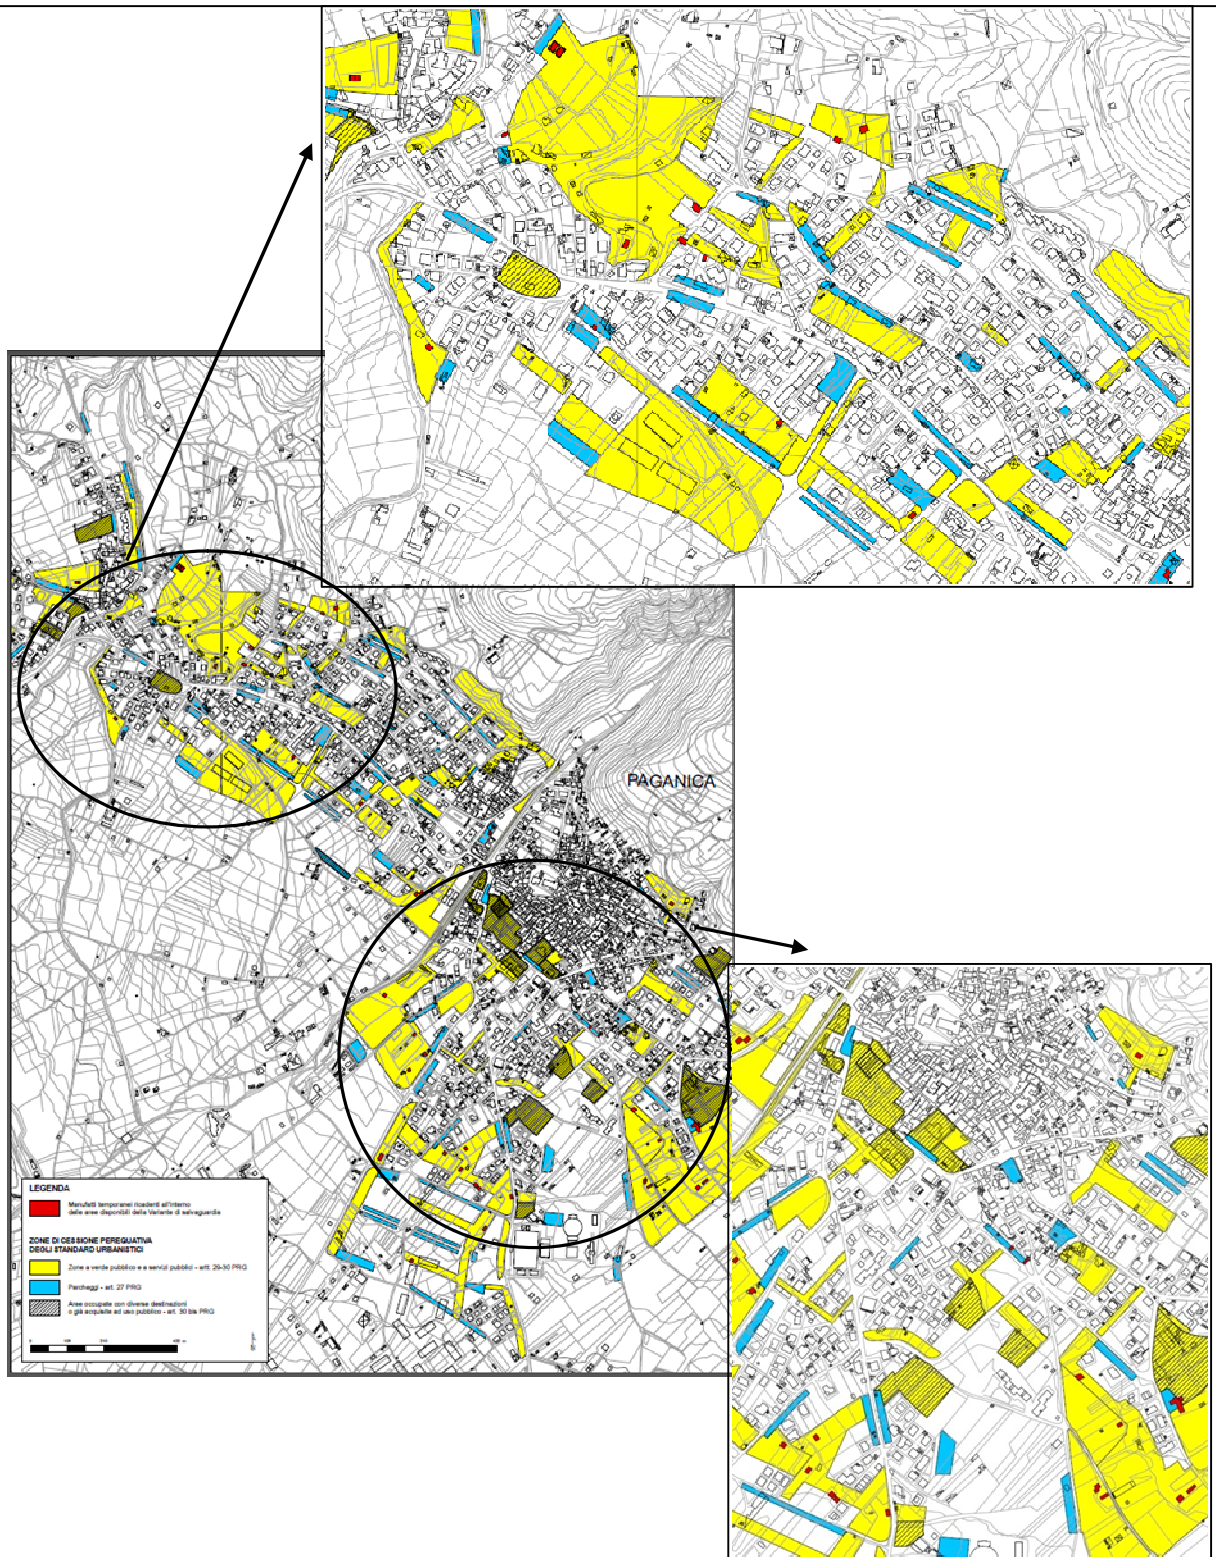 PAGANICA
LEGENDA
Manufatti temporanei ricadenti all'interno
delle aree disponibili della Variante di salvaguardia
ZONE DI CESSIONE PEREQUATIVA
DEGLI STANDARD URBANISTICI
Zone a verde pubblico e a servizi pubblici - artt. 29-30 PRG
Parcheggi - art. 27 PRG
Aree occupate con diverse destinazioni
o già acquisite ad uso pubblico - art. 30 bis PRG
0